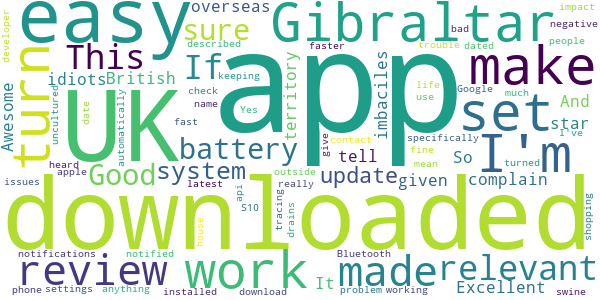 developer
bad
overseas
described
Yes
dated
negative
impact
people
easy
sure
Gibraltar
faster
trouble
keeping
This
If
app
make
idiots
British
territory
name
check
life
Google
use
much
Awesome
turn
uncultured
date
UK
automatically
fast
battery
imbaciles
give
set
And
star
specifically
I'm
I've
fine
contact
mean
turned
So
tell
heard
apple
Good
system
update
given
complain
issues
latest
api
S10
outside
really
tracing
downloaded
shopping
review
work
made
relevant
house
drains
It
Bluetooth
Excellent
notifications
notified
phone
settings
anything
installed
download
problem
working
swine